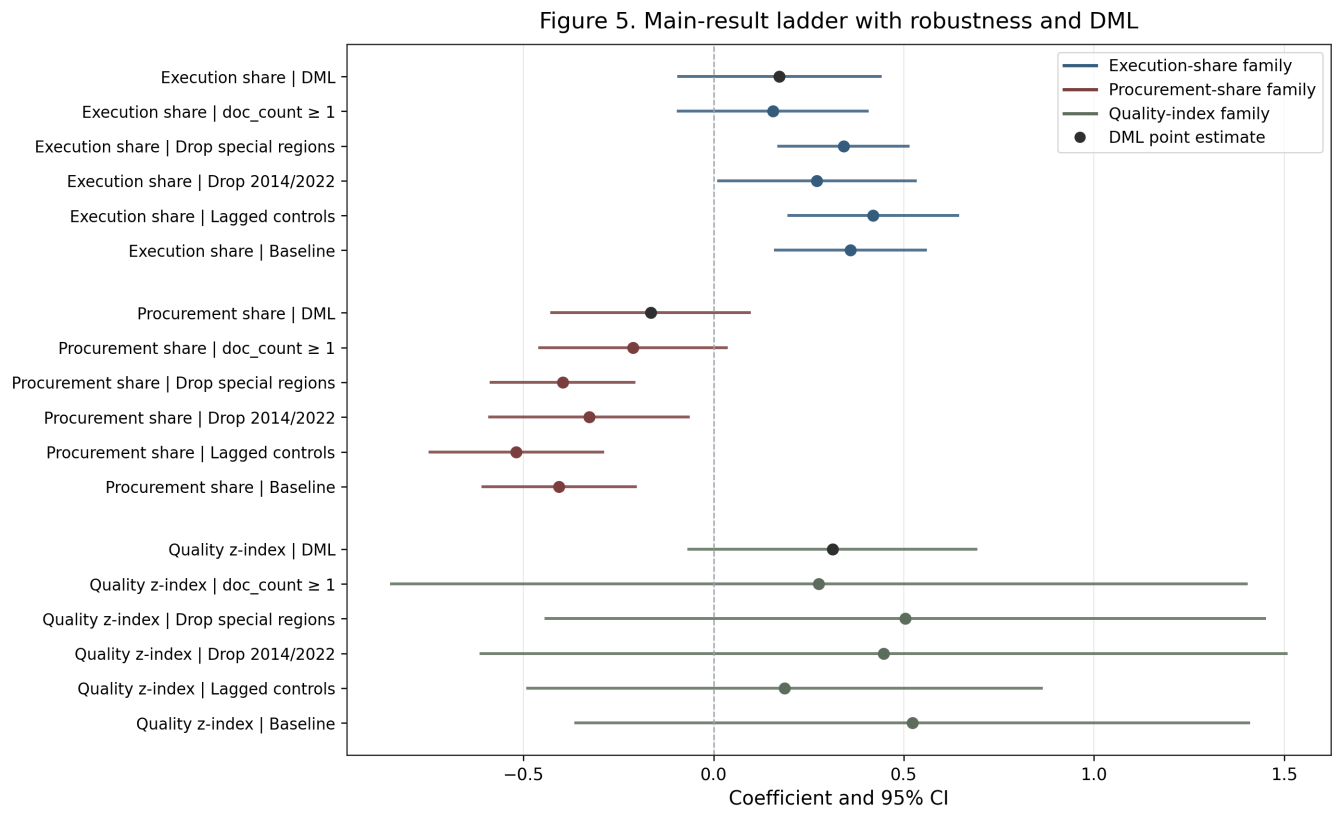 Figure 5. Main-result ladder with robustness and DML
Execution-share family
Procurement-share family
Quality-index family
DML point estimate
Execution share | DML
Execution share | doc_count ≥ 1
Execution share | Drop special regions
Execution share | Drop 2014/2022
Execution share | Lagged controls
Execution share | Baseline
Procurement share | DML
Procurement share | doc_count ≥ 1
Procurement share | Drop special regions
Procurement share | Drop 2014/2022
Procurement share | Lagged controls
Procurement share | Baseline
Quality z-index | DML
Quality z-index | doc_count ≥ 1
Quality z-index | Drop special regions
Quality z-index | Drop 2014/2022
Quality z-index | Lagged controls
Quality z-index | Baseline
−0.5 0.0 0.5 1.0 1.5
Coefficient and 95% CI